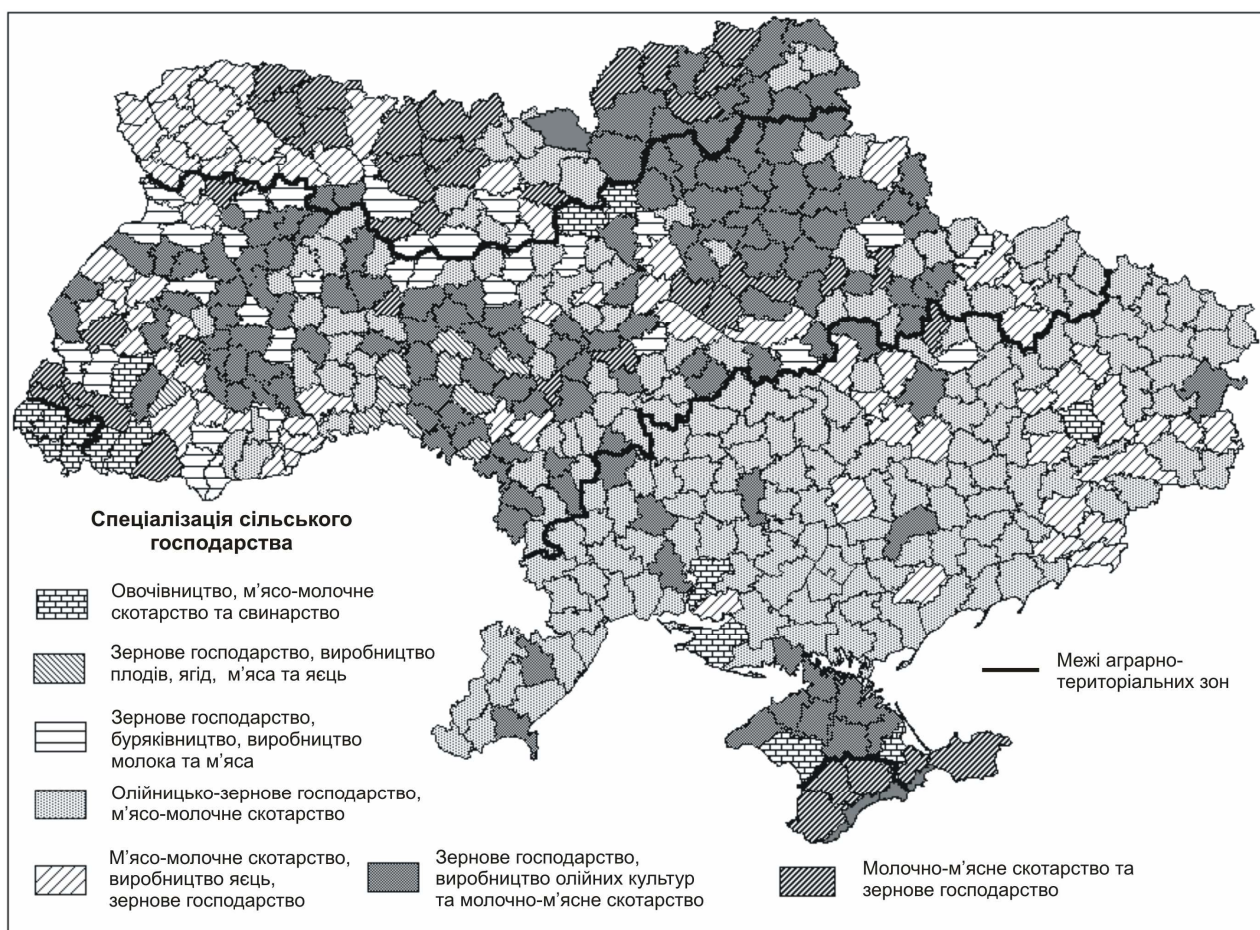 Спеціалізація сільського
господарства
Овочівництво, м’ясо-молочне
скотарство та свинарство
Зернове господарство, виробництво
плодів, ягід, м’яса та яєць
Зернове господарство,
буряківництво, виробництво
молока та м’яса
Олійницько-зернове господарство,
м’ясо-молочне скотарство
М’ясо-молочне скотарство,
виробництво яєць,
зернове господарство
Зернове господарство,
виробництво олійних культур
та молочно-м’ясне скотарство
Молочно-м’ясне скотарство та
зернове господарство
Межі аграрно-
територіальних зон